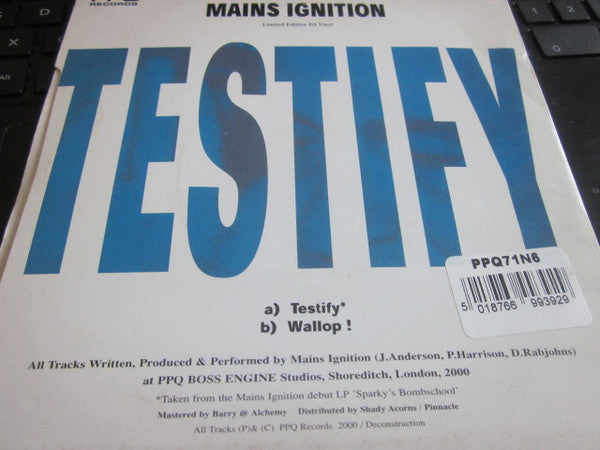 RECORDS
MAINS IGNITION
Limited Edition DJ Vinyl
TESTIFY
PPQ71N6
5 018766 993929
a) Testify*
b) Wallop !
All Tracks Written, Produced & Performed by Mains Ignition (J.Anderson, P.Harrison, D.Rabjohns)
at PPQ BOSS ENGINE Studios, Shoreditch, London, 2000
*Taken from the Mains Ignition debut LP 'Sparky's Bombschool'
Mastered by Barry @ Alchemy Distributed by Shady Acorns / Pinnacle
All Tracks (P)& (C) PPQ Records 2000 / Deconstruction
Alt